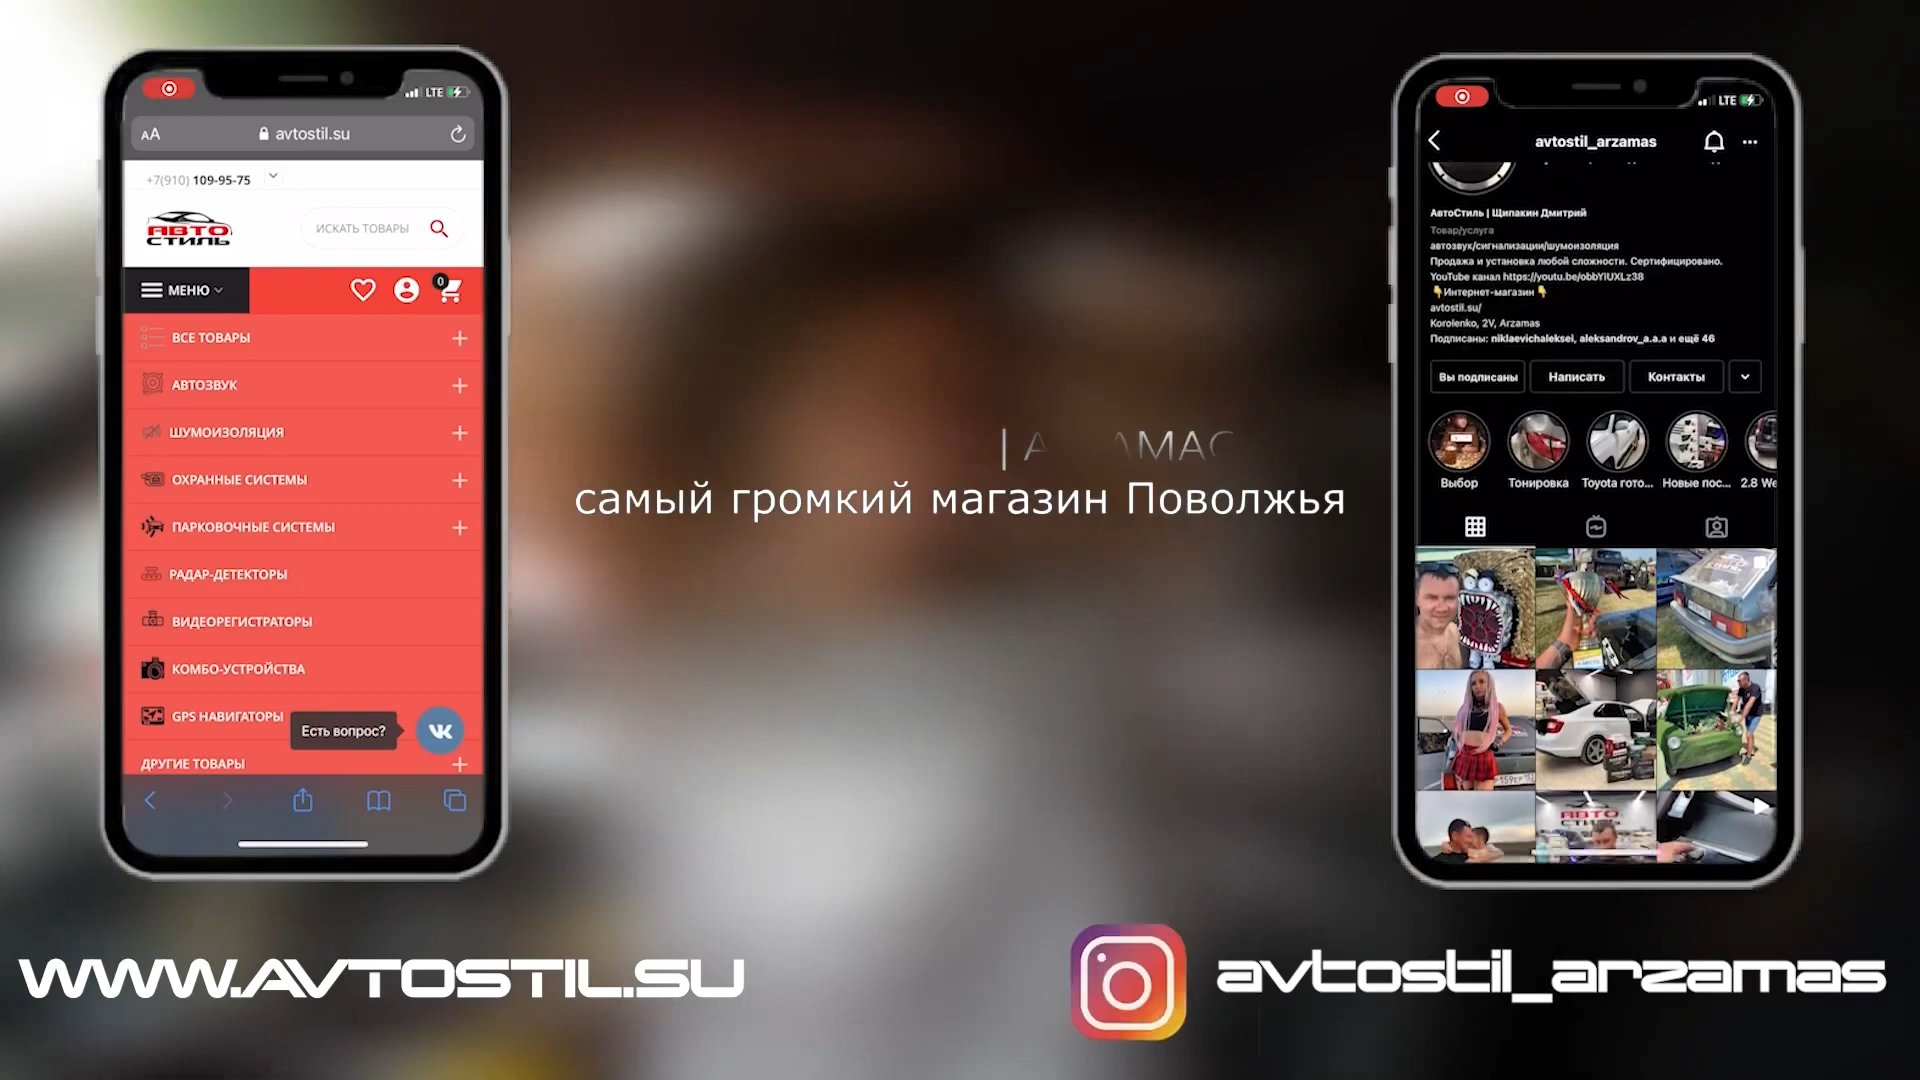 LTE
AA avtostil.su
+7(910) 109-95-75
АВТО
СТИЛЬ
ИСКАТЬ ТОВАРЫ
МЕНЮ
0
ВСЕ ТОВАРЫ
АВТОЗВУК
ШУМОИЗОЛЯЦИЯ
ОХРАННЫЕ СИСТЕМЫ
ПАРКОВОЧНЫЕ СИСТЕМЫ
РАДАР-ДЕТЕКТОРЫ
ВИДЕОРЕГИСТРАТОРЫ
КОМБО-УСТРОЙСТВА
GPS НАВИГАТОРЫ
Есть вопрос?
ДРУГИЕ ТОВАРЫ
WWW.AVTOSTIL.SU
самый громкий магазин Поволжья
LTE
avtostil_arzamas
АвтоСтиль | Щипакин Дмитрий
Товар/услуга
автозвук/сигнализации/шумоизоляция
Продажа и установка любой сложности. Сертифицировано.
YouTube канал https://youtu.be/obbYIUXLz38
👇Интернет-магазин👇
avtostil.su/
Korolenko, 2V, Arzamas
Подписаны: niklaevichaleksei, aleksandrov_a.a.a и ещё 46
Вы подписаны Написать Контакты
Выбор Тонировка Toyota гото... Новые пос... 2.8 We
АВТО
СТИЛЬ
avtostil_arzamas